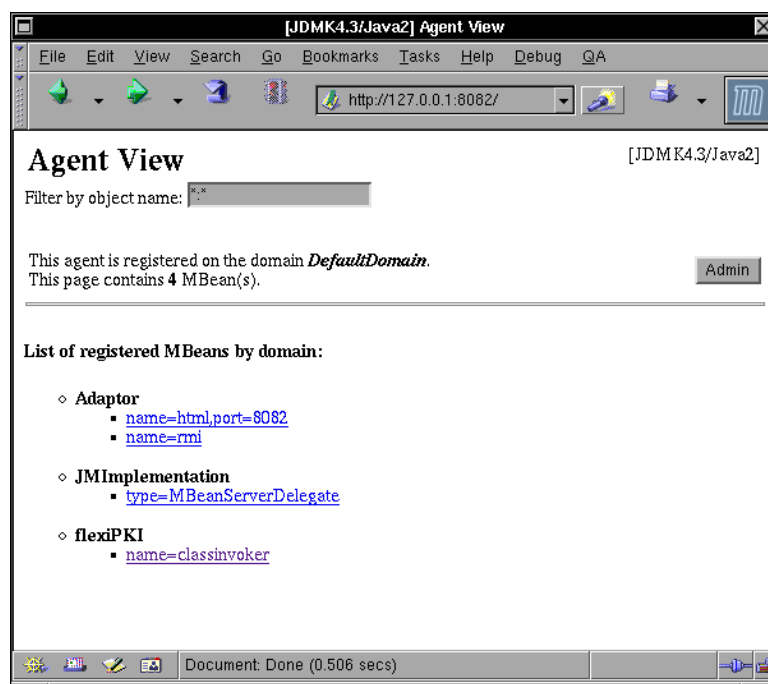 [JDMK4.3/Java2] Agent View
File Edit View Search Go Bookmarks Tasks Help Debug QA
http://127.0.0.1:8082/
Agent View
[JDMK4.3/Java2]
Filter by object name: *:*
This agent is registered on the domain DefaultDomain.
This page contains 4 MBean(s).
Admin
List of registered MBeans by domain:
Adaptor
name=html,port=8082
name=rmi
JMImplementation
type=MBeanServerDelegate
flexiPKI
name=classinvoker
Document: Done (0.506 secs)